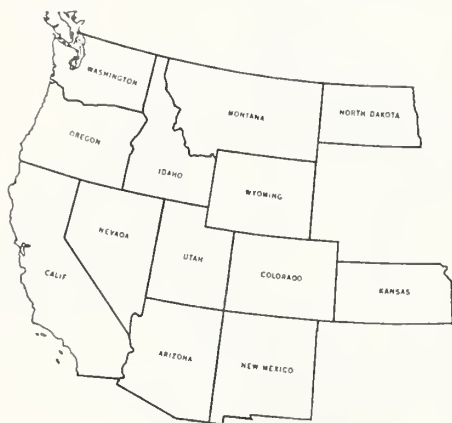 WASHINGTON
MONTANA
NORTH DAKOTA
OREGON
IDAHO
WYOMING
NEVADA
UTAH
COLORADO
CALIF
KANSAS
ARIZONA
NEW MEXICO